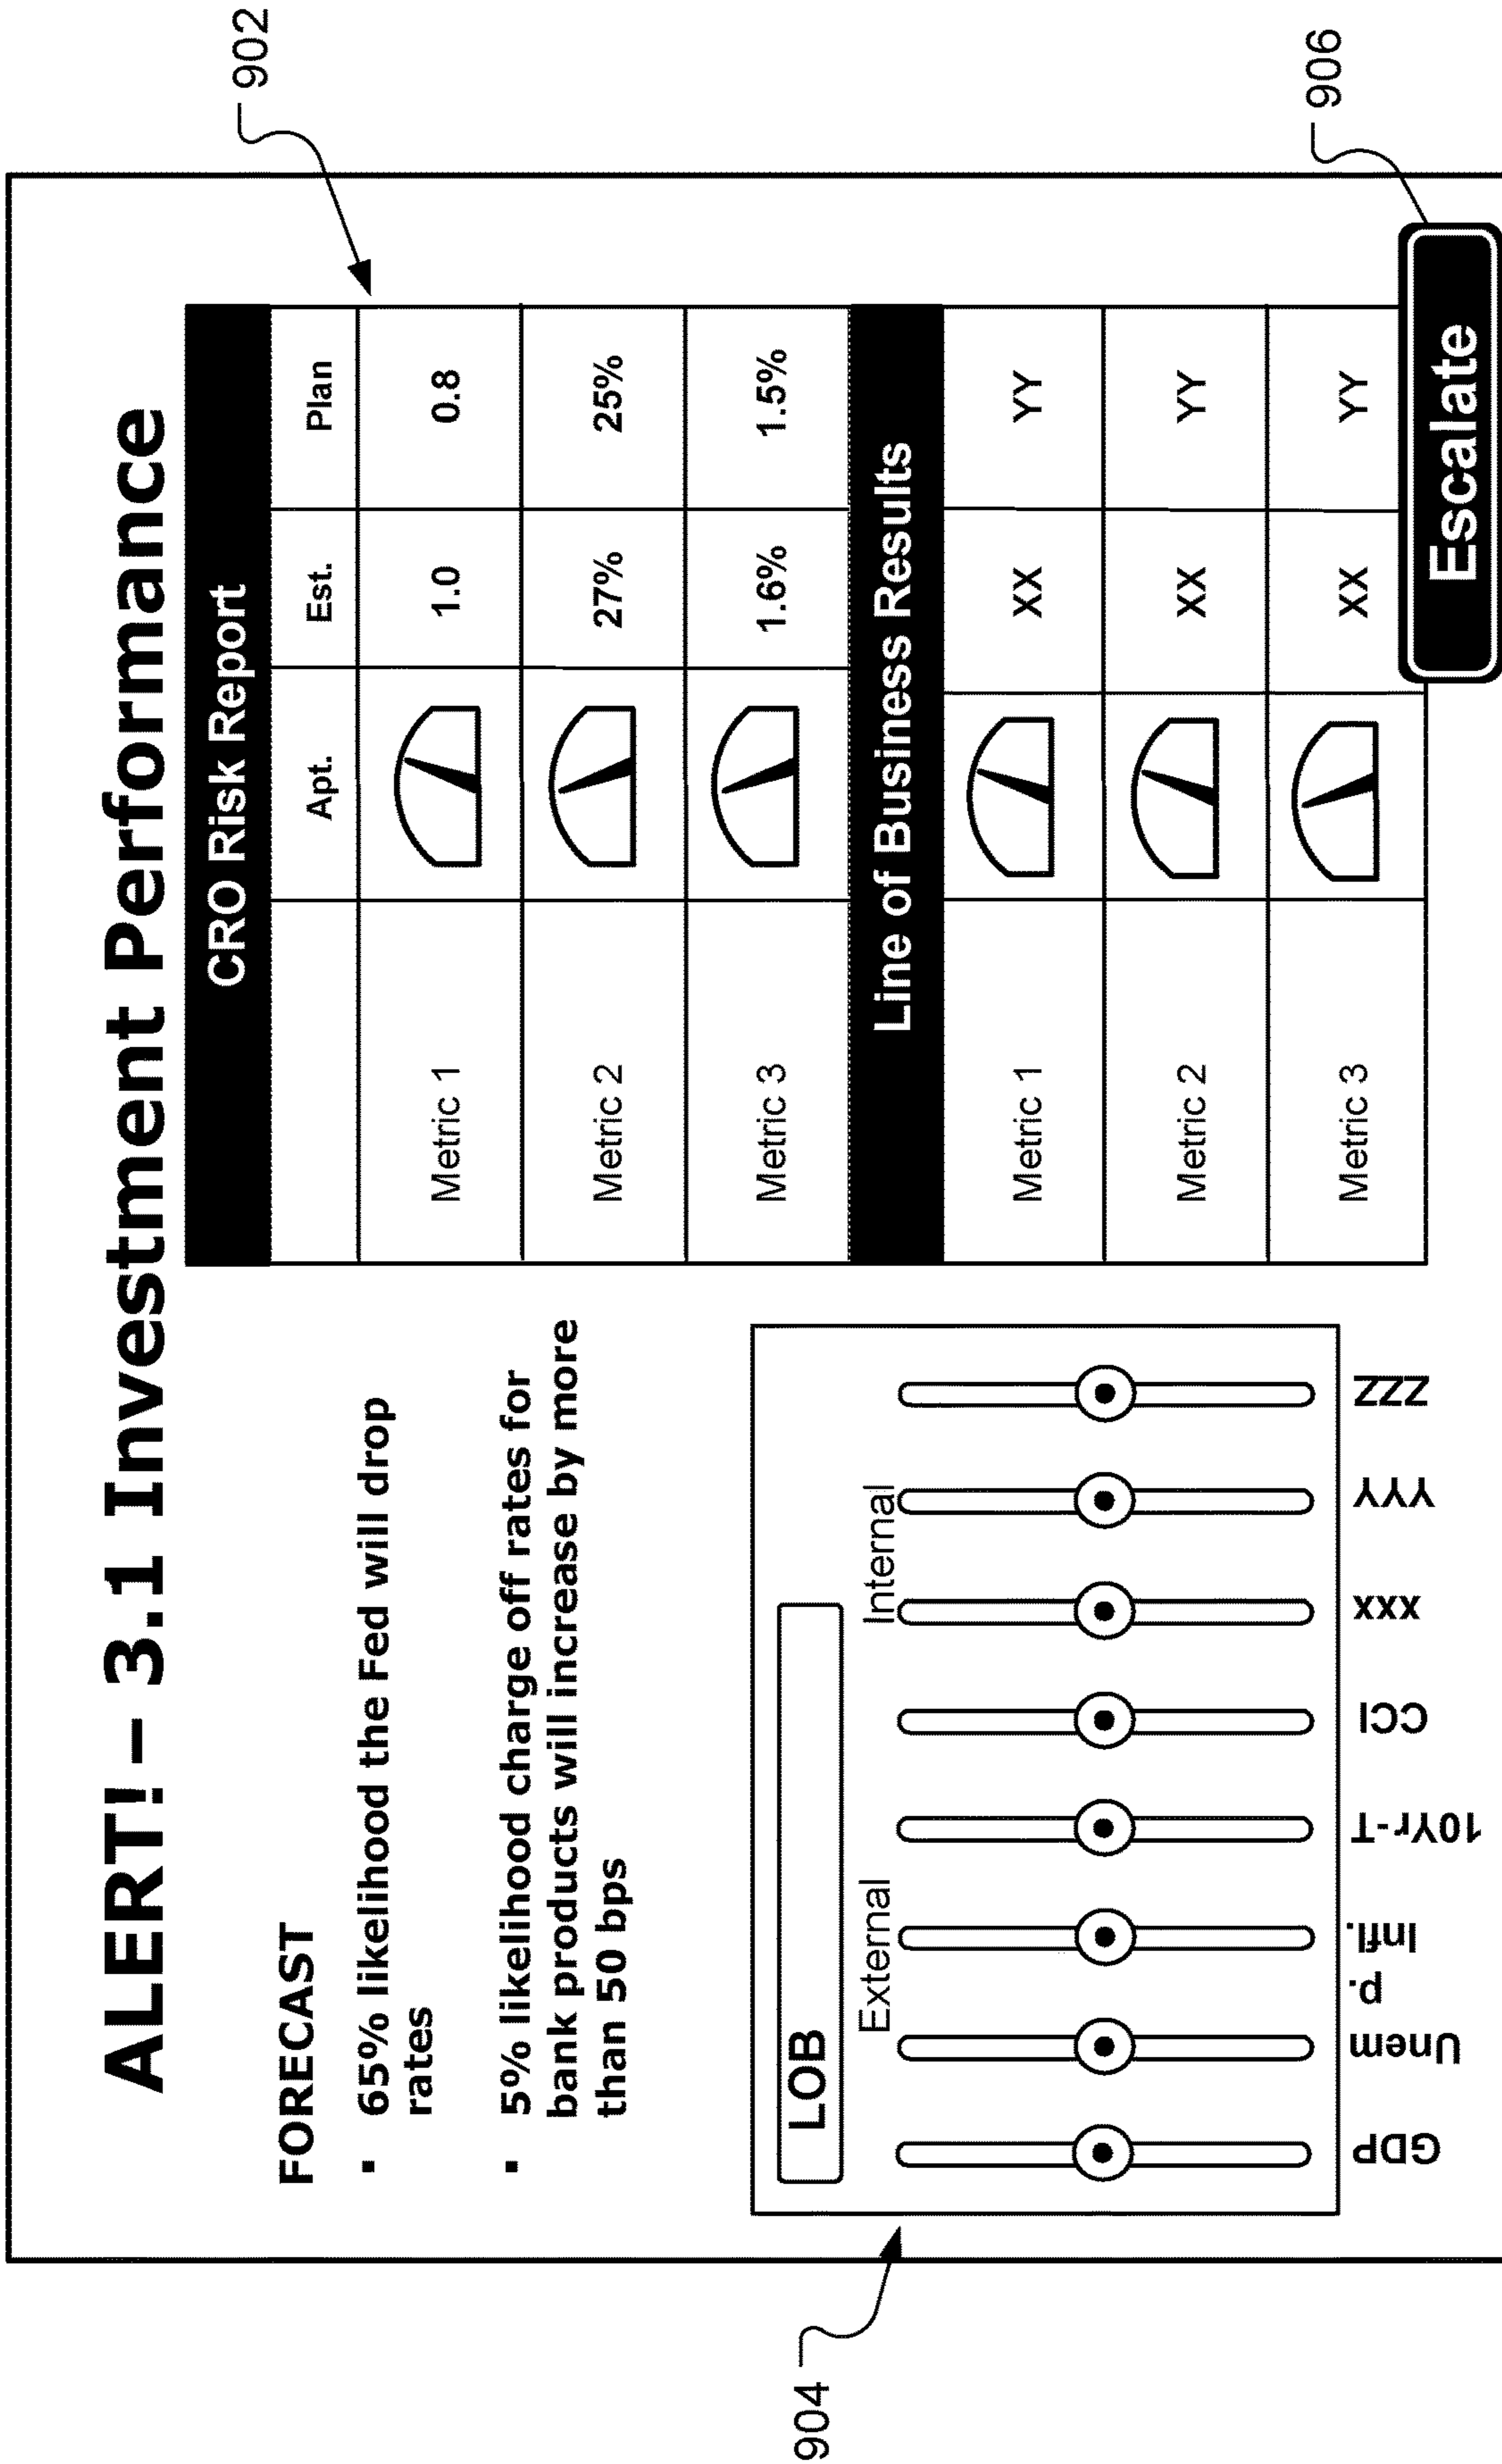 ALERT! – 3.1 Investment Performance
FORECAST
▪ 65% likelihood the Fed will drop
rates
▪ 5% likelihood charge off rates for
bank products will increase by more
than 50 bps
904
LOB
External
Internal
GDP
Unem
p.
Infl.
10Yr-T
CCI
xxx
YYY
ZZZ
902
CRO Risk Report
Apt. Est. Plan
Metric 1 1.0 0.8
Metric 2 27% 25%
Metric 3 1.6% 1.5%
Line of Business Results
Metric 1 XX YY
Metric 2 XX YY
Metric 3 XX YY
Escalate
906